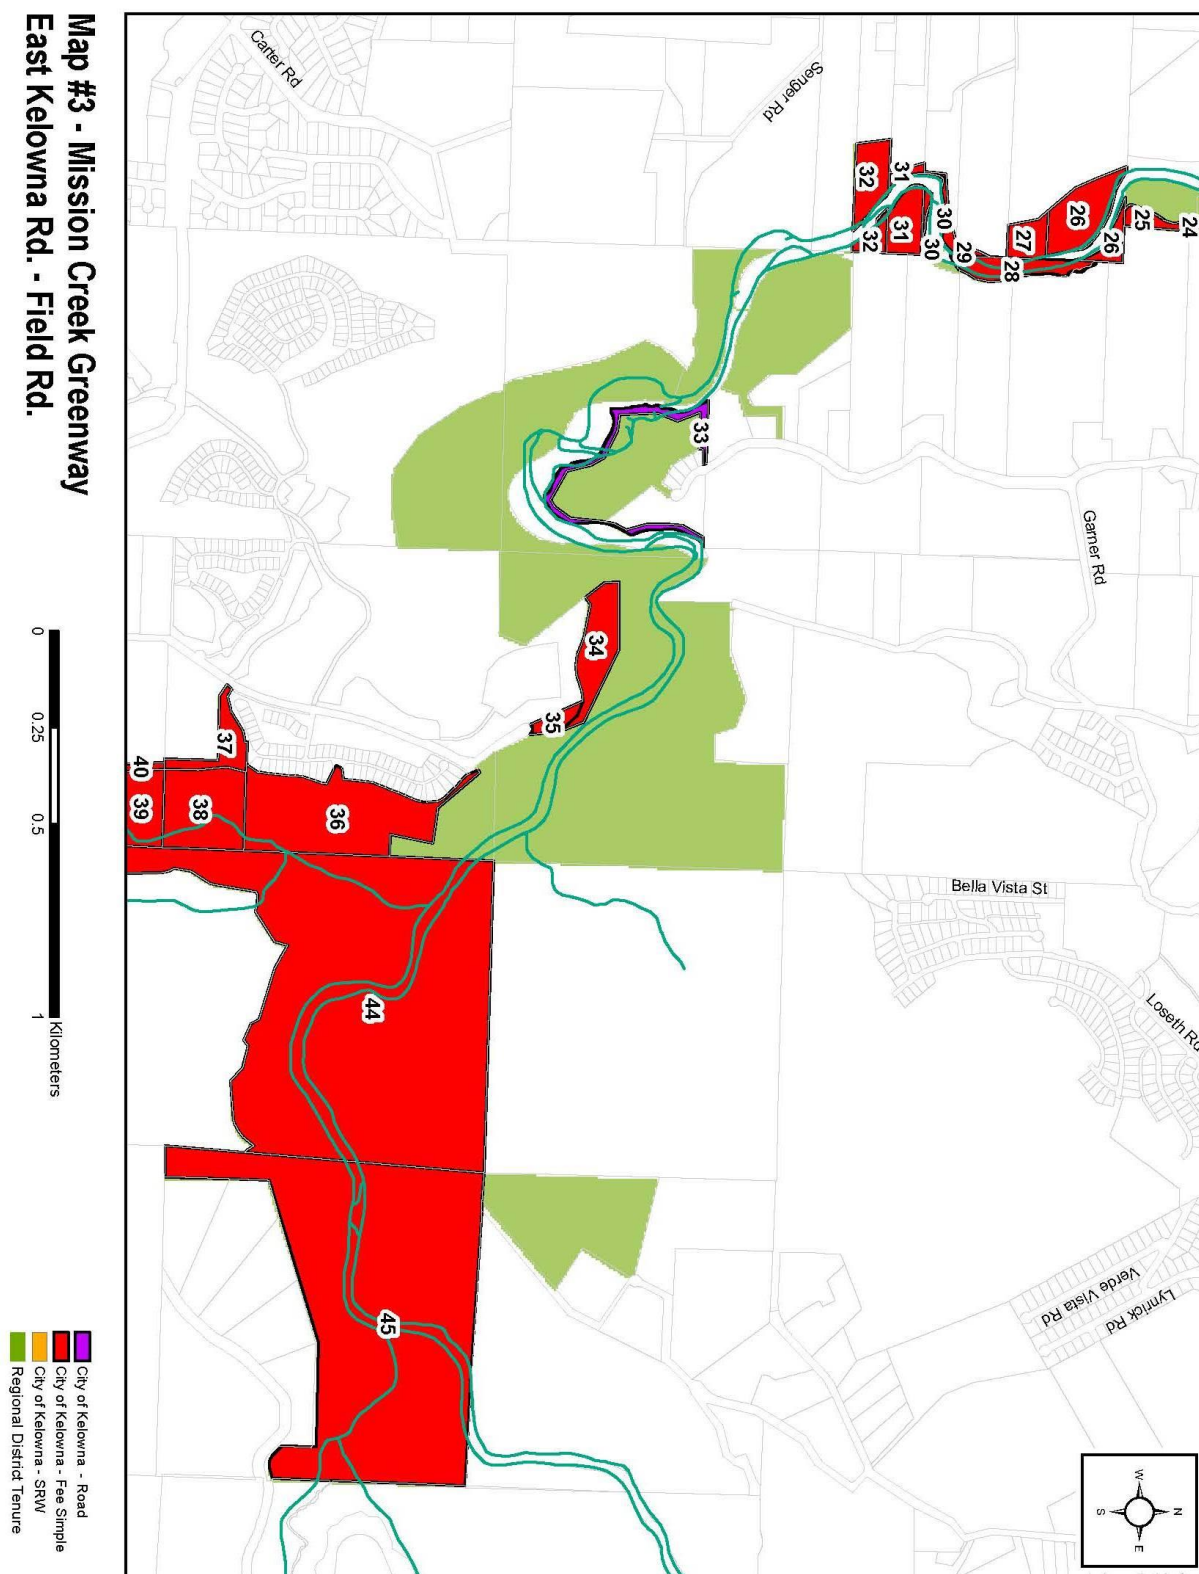 Map #3 - Mission Creek Greenway
East Kelowna Rd. - Field Rd.
Carter Rd
Senger Rd
Garner Rd
Bella Vista St
Loseth Rd
Verde Vista Rd
Lynrick Rd
24
25
26
26
27
28
29
30
30
31
31
32
32
33
34
35
36
37
38
39
40
44
45
0 0.25 0.5 1
Kilometers
City of Kelowna - Road
City of Kelowna - Fee Simple
City of Kelowna - SRW
Regional District Tenure
N
W
E
S